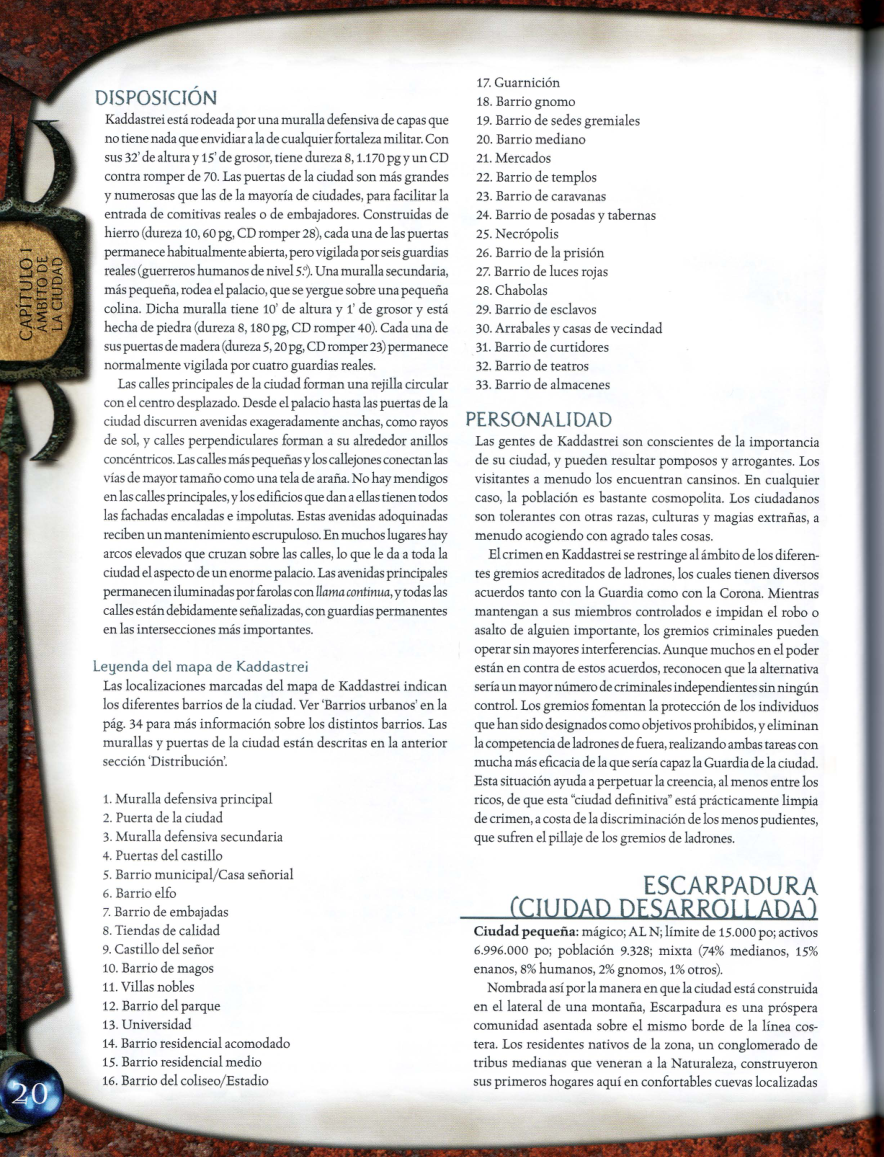 DISPOSICIÓN
Kaddastrei está rodeada por una muralla defensiva de capas que
no tiene nada que envidiar a la de cualquier fortaleza militar. Con
sus 32' de altura y 15' de grosor, tiene dureza 8, 1.170 pg y un CD
contra romper de 70. Las puertas de la ciudad son más grandes
y numerosas que las de la mayoría de ciudades, para facilitar la
entrada de comitivas reales o de embajadores. Construidas de
hierro (dureza 10, 60 pg, CD romper 28), cada una de las puertas
permanece habitualmente abierta, pero vigilada por seis guardias
reales (guerreros humanos de nivel 5.º). Una muralla secundaria,
más pequeña, rodea el palacio, que se yergue sobre una pequeña
colina. Dicha muralla tiene 10' de altura y 1' de grosor y está
hecha de piedra (dureza 8, 180 pg, CD romper 40). Cada una de
sus puertas de madera (dureza 5, 20 pg, CD romper 23) permanece
normalmente vigilada por cuatro guardias reales.
Las calles principales de la ciudad forman una rejilla circular
con el centro desplazado. Desde el palacio hasta las puertas de la
ciudad discurren avenidas exageradamente anchas, como rayos
de sol, y calles perpendiculares forman a su alrededor anillos
concéntricos. Las calles más pequeñas y los callejones conectan las
vías de mayor tamaño como una tela de araña. No hay mendigos
en las calles principales, y los edificios que dan a ellas tienen todos
las fachadas encaladas e impolutas. Estas avenidas adoquinadas
reciben un mantenimiento escrupuloso. En muchos lugares hay
arcos elevados que cruzan sobre las calles, lo que le da a toda la
ciudad el aspecto de un enorme palacio. Las avenidas principales
permanecen iluminadas por farolas con llama continua, y todas las
calles están debidamente señalizadas, con guardias permanentes
en las intersecciones más importantes.
Leyenda del mapa de Kaddastrei
Las localizaciones marcadas del mapa de Kaddastrei indican
los diferentes barrios de la ciudad. Ver 'Barrios urbanos' en la
pág. 34 para más información sobre los distintos barrios. Las
murallas y puertas de la ciudad están descritas en la anterior
sección 'Distribución'.
1. Muralla defensiva principal
2. Puerta de la ciudad
3. Muralla defensiva secundaria
4. Puertas del castillo
5. Barrio municipal/Casa señorial
6. Barrio elfo
7. Barrio de embajadas
8. Tiendas de calidad
9. Castillo del señor
10. Barrio de magos
11. Villas nobles
12. Barrio del parque
13. Universidad
14. Barrio residencial acomodado
15. Barrio residencial medio
16. Barrio del coliseo/Estadio
17. Guarnición
18. Barrio gnomo
19. Barrio de sedes gremiales
20. Barrio mediano
21. Mercados
22. Barrio de templos
23. Barrio de caravanas
24. Barrio de posadas y tabernas
25. Necrópolis
26. Barrio de la prisión
27. Barrio de luces rojas
28. Chabolas
29. Barrio de esclavos
30. Arrabales y casas de vecindad
31. Barrio de curtidores
32. Barrio de teatros
33. Barrio de almacenes
PERSONALIDAD
Las gentes de Kaddastrei son conscientes de la importancia
de su ciudad, y pueden resultar pomposos y arrogantes. Los
visitantes a menudo los encuentran cansinos. En cualquier
caso, la población es bastante cosmopolita. Los ciudadanos
son tolerantes con otras razas, culturas y magias extrañas, a
menudo acogiendo con agrado tales cosas.
El crimen en Kaddastrei se restringe al ámbito de los diferen-
tes gremios acreditados de ladrones, los cuales tienen diversos
acuerdos tanto con la Guardia como con la Corona. Mientras
mantengan a sus miembros controlados e impidan el robo o
asalto de alguien importante, los gremios criminales pueden
operar sin mayores interferencias. Aunque muchos en el poder
están en contra de estos acuerdos, reconocen que la alternativa
sería un mayor número de criminales independientes sin ningún
control. Los gremios fomentan la protección de los individuos
que han sido designados como objetivos prohibidos, y eliminan
la competencia de ladrones de fuera, realizando ambas tareas con
mucha más eficacia de la que sería capaz la Guardia de la ciudad.
Esta situación ayuda a perpetuar la creencia, al menos entre los
ricos, de que esta "ciudad definitiva" está prácticamente limpia
de crimen, a costa de la discriminación de los menos pudientes,
que sufren el pillaje de los gremios de ladrones.
ESCARPADURA
(CIUDAD DESARROLLADA)
Ciudad pequeña: mágico; AL N; límite de 15.000 po; activos
6.996.000 po; población 9.328; mixta (74% medianos, 15%
enanos, 8% humanos, 2% gnomos, 1% otros).
Nombrada así por la manera en que la ciudad está construida
en el lateral de una montaña, Escarpadura es una próspera
comunidad asentada sobre el mismo borde de la línea cos-
tera. Los residentes nativos de la zona, un conglomerado de
tribus medianas que veneran a la Naturaleza, construyeron
sus primeros hogares aquí en confortables cuevas localizadas
CAPÍTULO I
ÁMBITO DE
LA CIUDAD
20